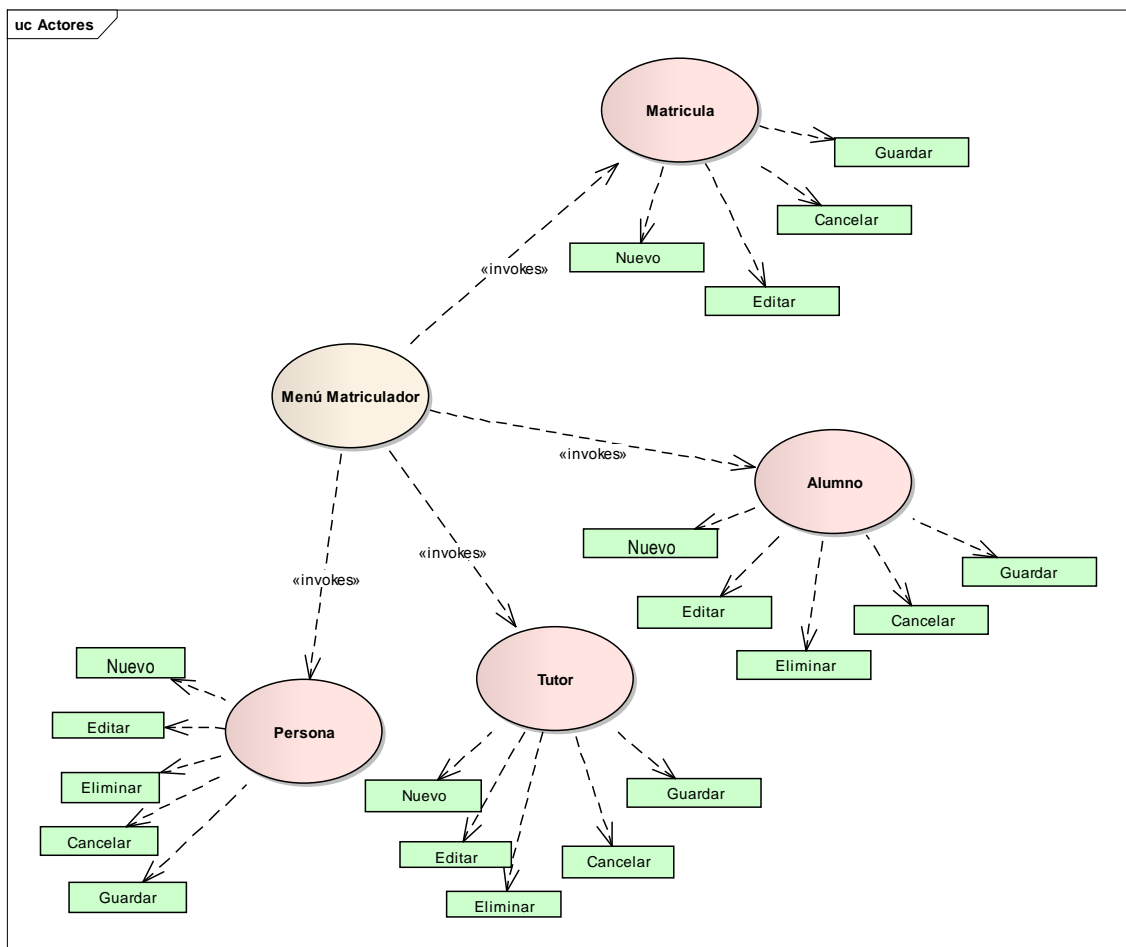 uc Actores
Matricula
Guardar
Cancelar
Nuevo
Editar
«invokes»
Menú Matriculador
«invokes»
Alumno
Nuevo
Guardar
Editar
Cancelar
Eliminar
«invokes»
«invokes»
Tutor
Nuevo
Editar
Eliminar
Cancelar
Guardar
Persona
Nuevo
Editar
Eliminar
Cancelar
Guardar